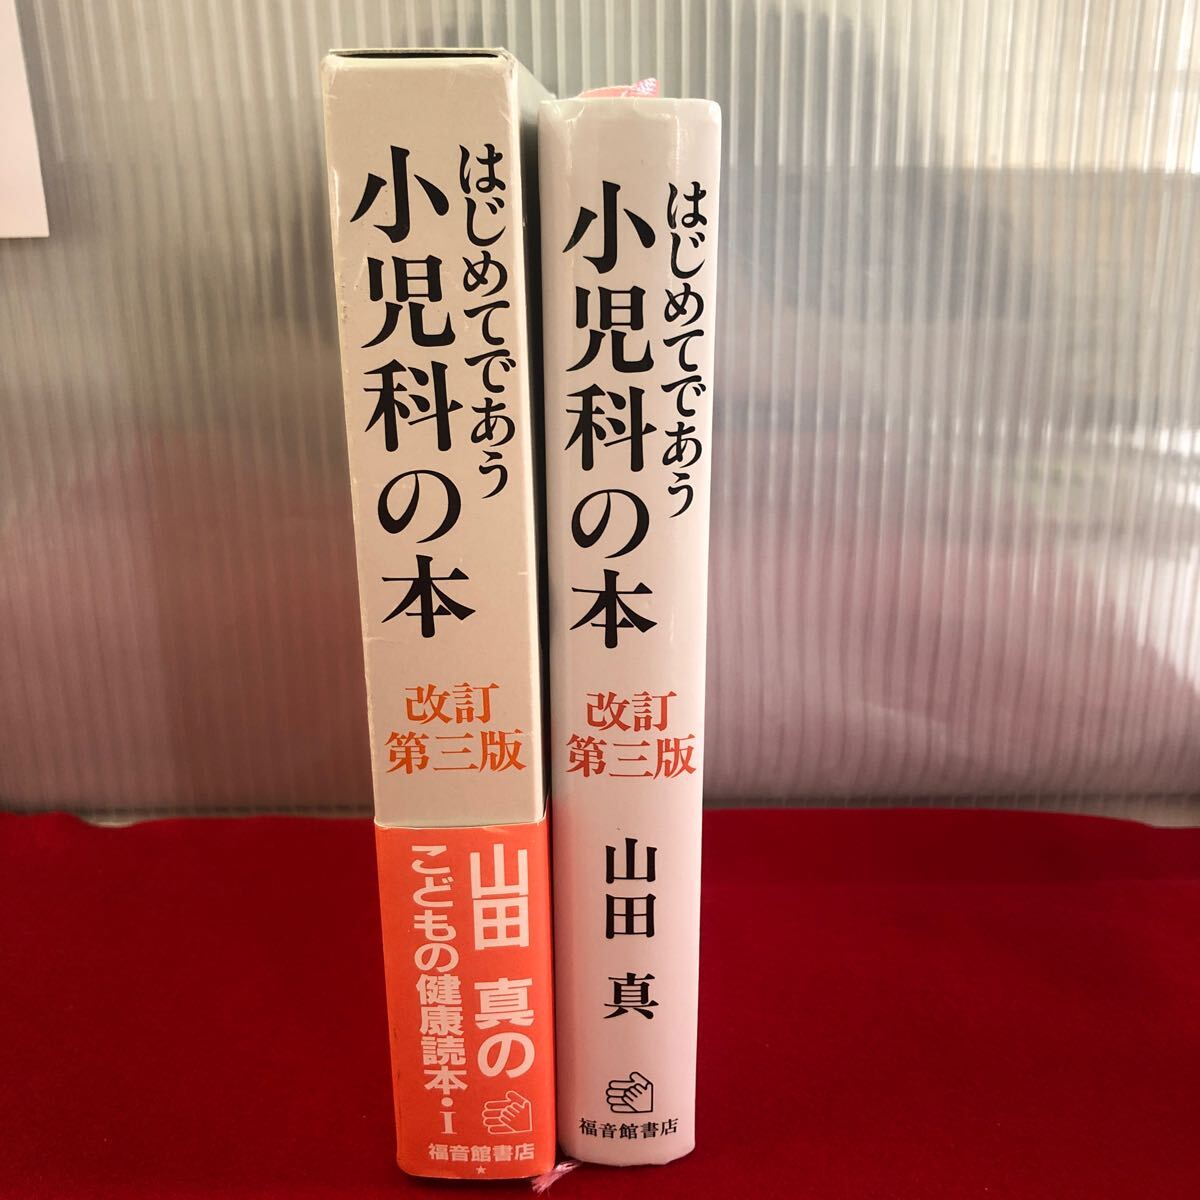 はじめてであう
小児科の本
改訂
第三版
山田 真の
こどもの健康読本・I
福音館書店
はじめてであう
小児科の本
改訂
第三版
山田 真
福音館書店